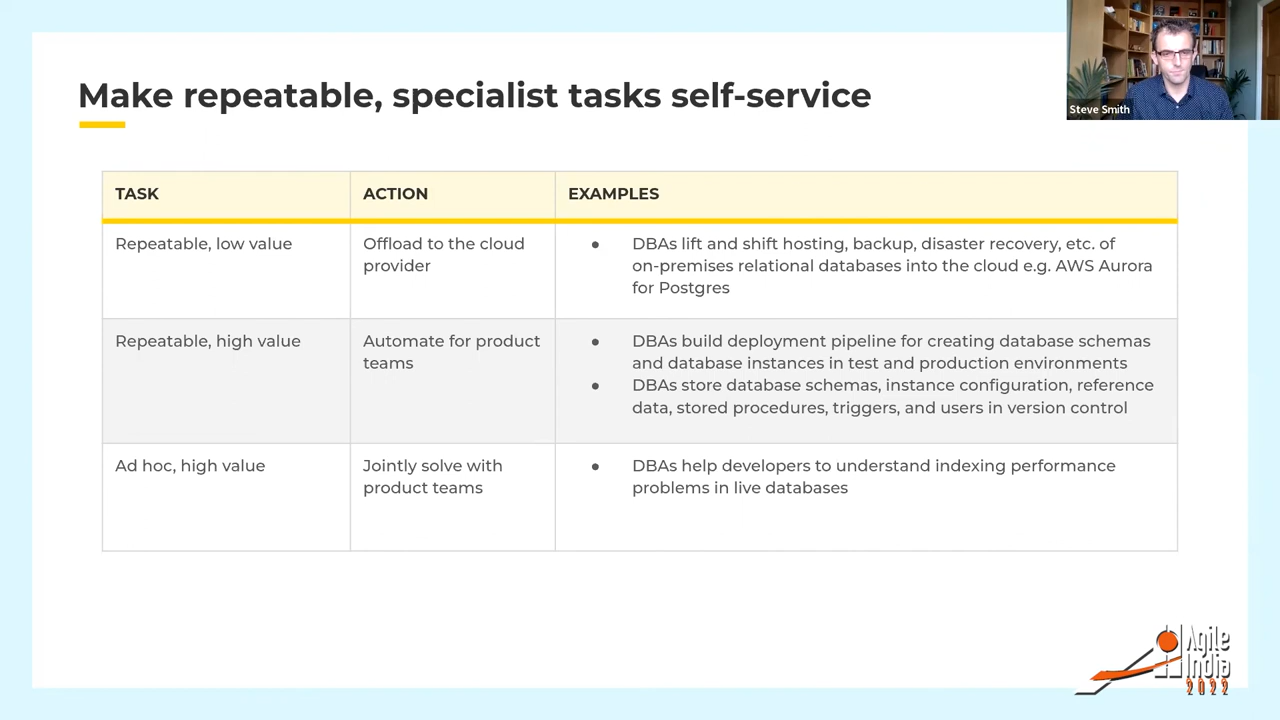 Make repeatable, specialist tasks self-service
Steve Smith
TASK
ACTION
EXAMPLES
Repeatable, low value
Offload to the cloud
provider
● DBAs lift and shift hosting, backup, disaster recovery, etc. of
on-premises relational databases into the cloud e.g. AWS Aurora
for Postgres
Repeatable, high value
Automate for product
teams
● DBAs build deployment pipeline for creating database schemas
and database instances in test and production environments
● DBAs store database schemas, instance configuration, reference
data, stored procedures, triggers, and users in version control
Ad hoc, high value
Jointly solve with
product teams
● DBAs help developers to understand indexing performance
problems in live databases
Agile
India
2022